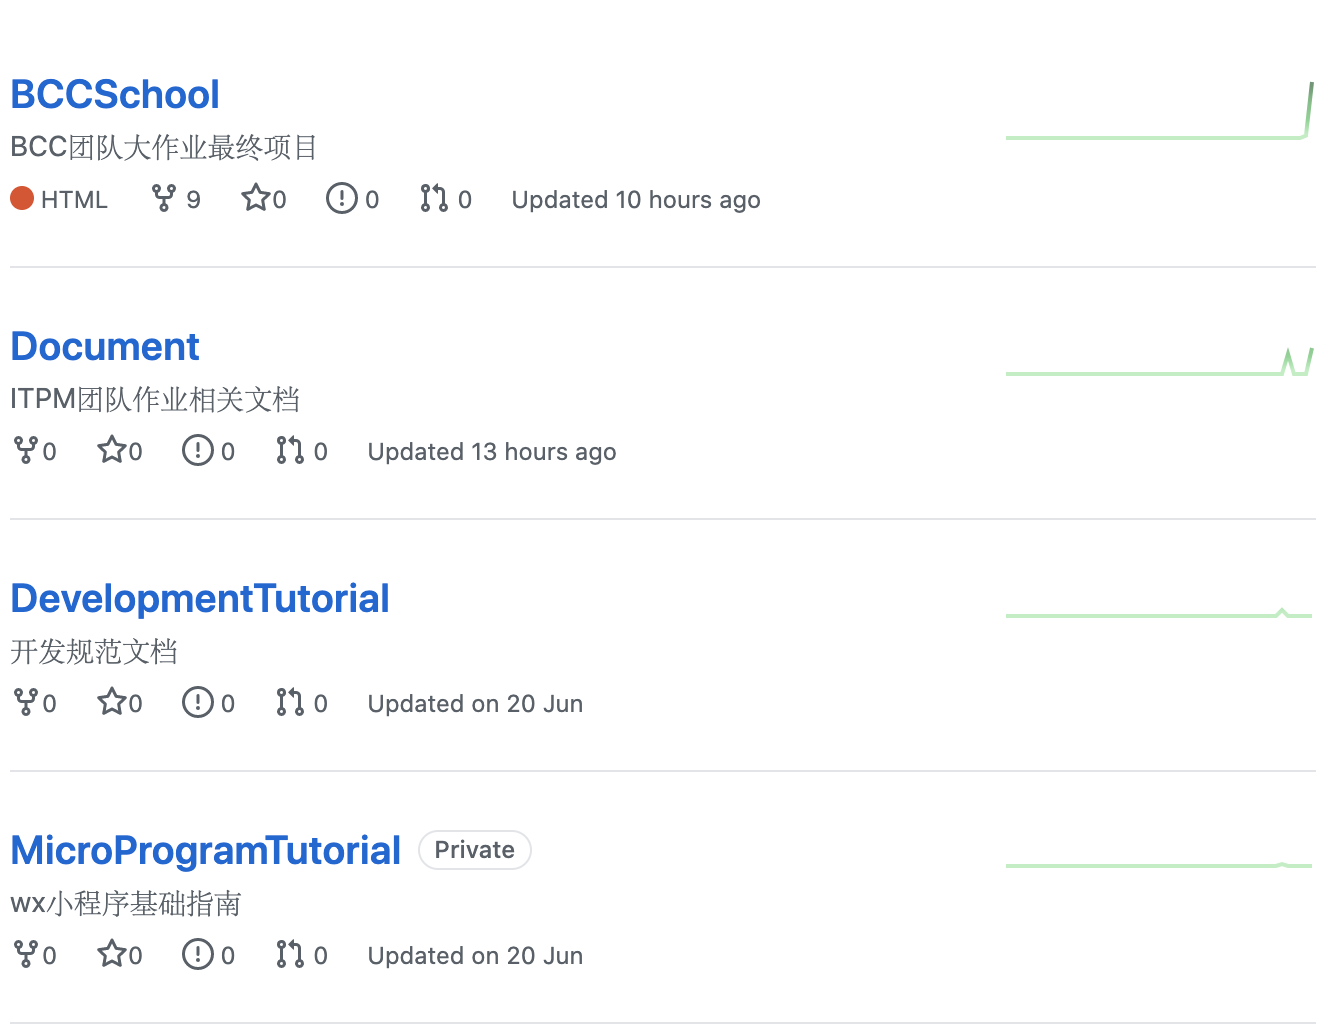 BCCSchool
BCC团队大作业最终项目
HTML 9 0 0 0 Updated 10 hours ago
Document
ITPM团队作业相关文档
0 0 0 0 Updated 13 hours ago
DevelopmentTutorial
开发规范文档
0 0 0 0 Updated on 20 Jun
MicroProgramTutorial Private
wx小程序基础指南
0 0 0 0 Updated on 20 Jun